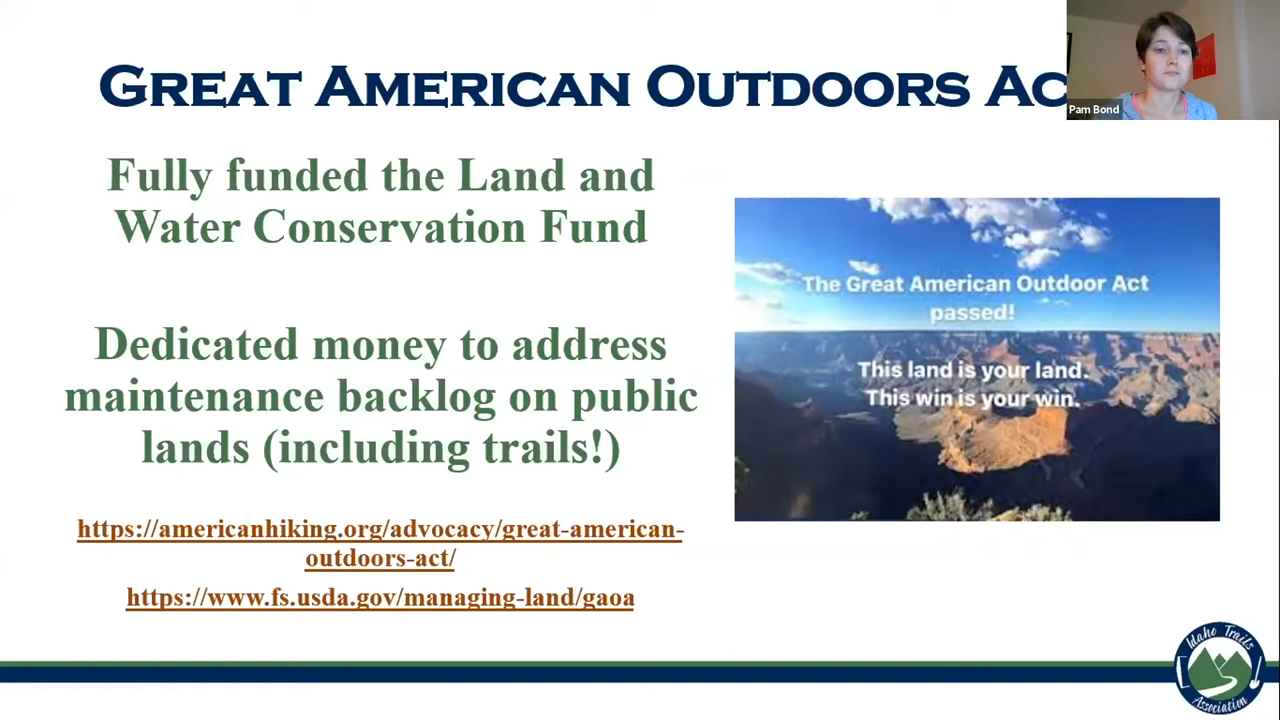 GREAT AMERICAN OUTDOORS AC
Pam Bond
Fully funded the Land and
Water Conservation Fund
Dedicated money to address
maintenance backlog on public
lands (including trails!)
https://americanhiking.org/advocacy/great-american-
outdoors-act/
https://www.fs.usda.gov/managing-land/gaoa
The Great American Outdoor Act
passed!
This land is your land.
This win is your win.
Idaho Trails
Association